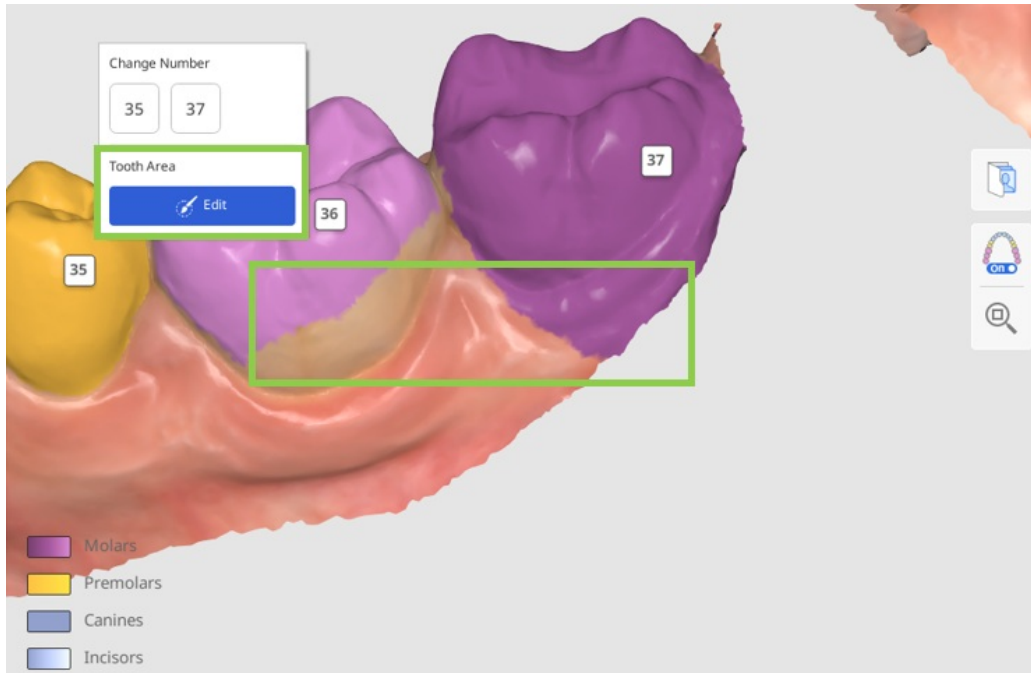 Change Number
35 37
Tooth Area
Edit
37
36
35
On
Molars
Premolars
Canines
Incisors